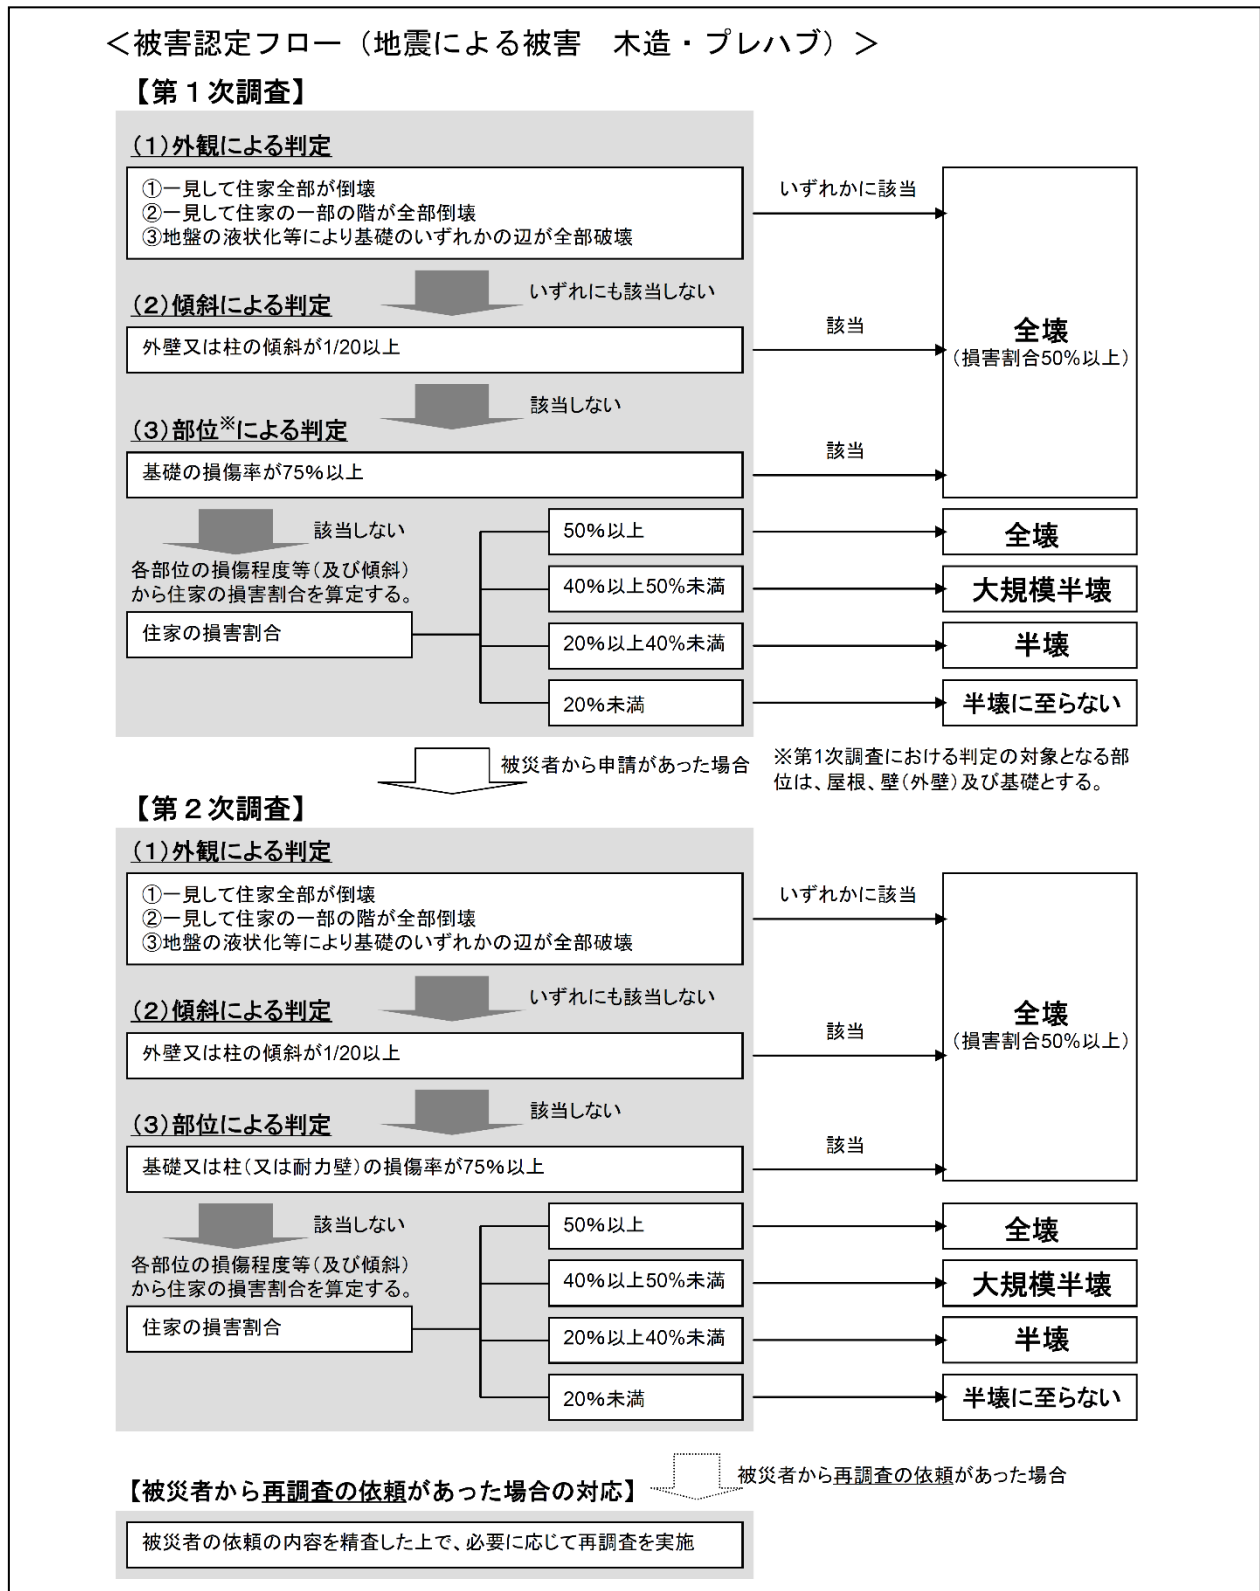 ＜被害認定フロー（地震による被害　木造・プレハブ）＞
【第１次調査】
(1)外観による判定
①一見して住家全部が倒壊
②一見して住家の一部の階が全部倒壊
③地盤の液状化等により基礎のいずれかの辺が全部破壊
いずれかに該当
いずれにも該当しない
(2)傾斜による判定
外壁又は柱の傾斜が1/20以上
該当
全壊
(損害割合50%以上)
該当しない
(3)部位※による判定
基礎の損傷率が75%以上
該当
該当しない
各部位の損傷程度等(及び傾斜)
から住家の損害割合を算定する。
住家の損害割合
50%以上
全壊
40%以上50%未満
大規模半壊
20%以上40%未満
半壊
20%未満
半壊に至らない
被災者から申請があった場合
※第1次調査における判定の対象となる部
位は、屋根、壁(外壁)及び基礎とする。
【第２次調査】
(1)外観による判定
①一見して住家全部が倒壊
②一見して住家の一部の階が全部倒壊
③地盤の液状化等により基礎のいずれかの辺が全部破壊
いずれかに該当
いずれにも該当しない
(2)傾斜による判定
外壁又は柱の傾斜が1/20以上
該当
全壊
(損害割合50%以上)
該当しない
(3)部位による判定
基礎又は柱(又は耐力壁)の損傷率が75%以上
該当
該当しない
各部位の損傷程度等(及び傾斜)
から住家の損害割合を算定する。
住家の損害割合
50%以上
全壊
40%以上50%未満
大規模半壊
20%以上40%未満
半壊
20%未満
半壊に至らない
被災者から再調査の依頼があった場合
【被災者から再調査の依頼があった場合の対応】
被災者の依頼の内容を精査した上で、必要に応じて再調査を実施